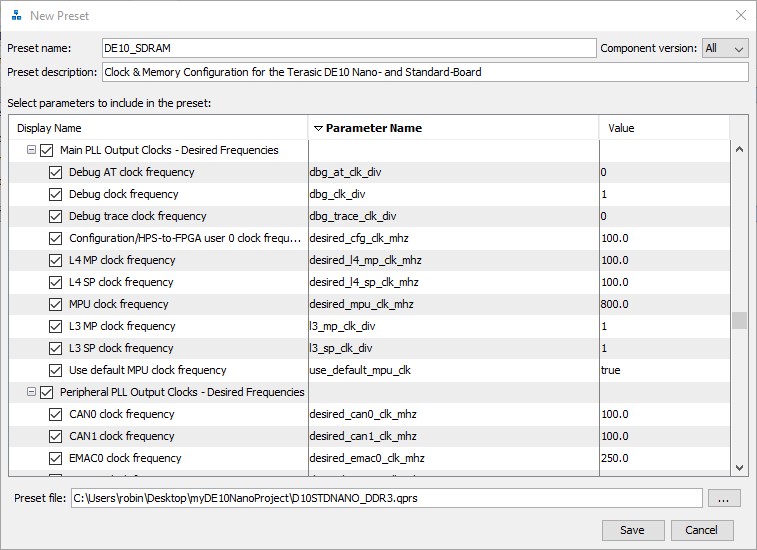 New Preset
Preset name: DE10_SDRAM Component version: All
Preset description: Clock & Memory Configuration for the Terasic DE10 Nano- and Standard-Board
Select parameters to include in the preset:
Display Name Parameter Name Value
Main PLL Output Clocks - Desired Frequencies
Debug AT clock frequency dbg_at_clk_div 0
Debug clock frequency dbg_clk_div 1
Debug trace clock frequency dbg_trace_clk_div 0
Configuration/HPS-to-FPGA user 0 clock frequ... desired_cfg_clk_mhz 100.0
L4 MP clock frequency desired_l4_mp_clk_mhz 100.0
L4 SP clock frequency desired_l4_sp_clk_mhz 100.0
MPU clock frequency desired_mpu_clk_mhz 800.0
L3 MP clock frequency l3_mp_clk_div 1
L3 SP clock frequency l3_sp_clk_div 1
Use default MPU clock frequency use_default_mpu_clk true
Peripheral PLL Output Clocks - Desired Frequencies
CAN0 clock frequency desired_can0_clk_mhz 100.0
CAN1 clock frequency desired_can1_clk_mhz 100.0
EMAC0 clock frequency desired_emac0_clk_mhz 250.0
Preset file: C:\Users\robin\Desktop\myDE10NanoProject\D10STDNANO_DDR3.qprs ...
Save Cancel